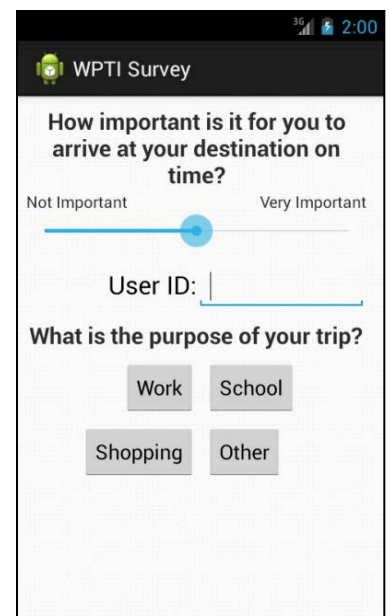 3G 2:00
WPTI Survey
How important is it for you to
arrive at your destination on
time?
Not Important Very Important
User ID:
What is the purpose of your trip?
Work School
Shopping Other